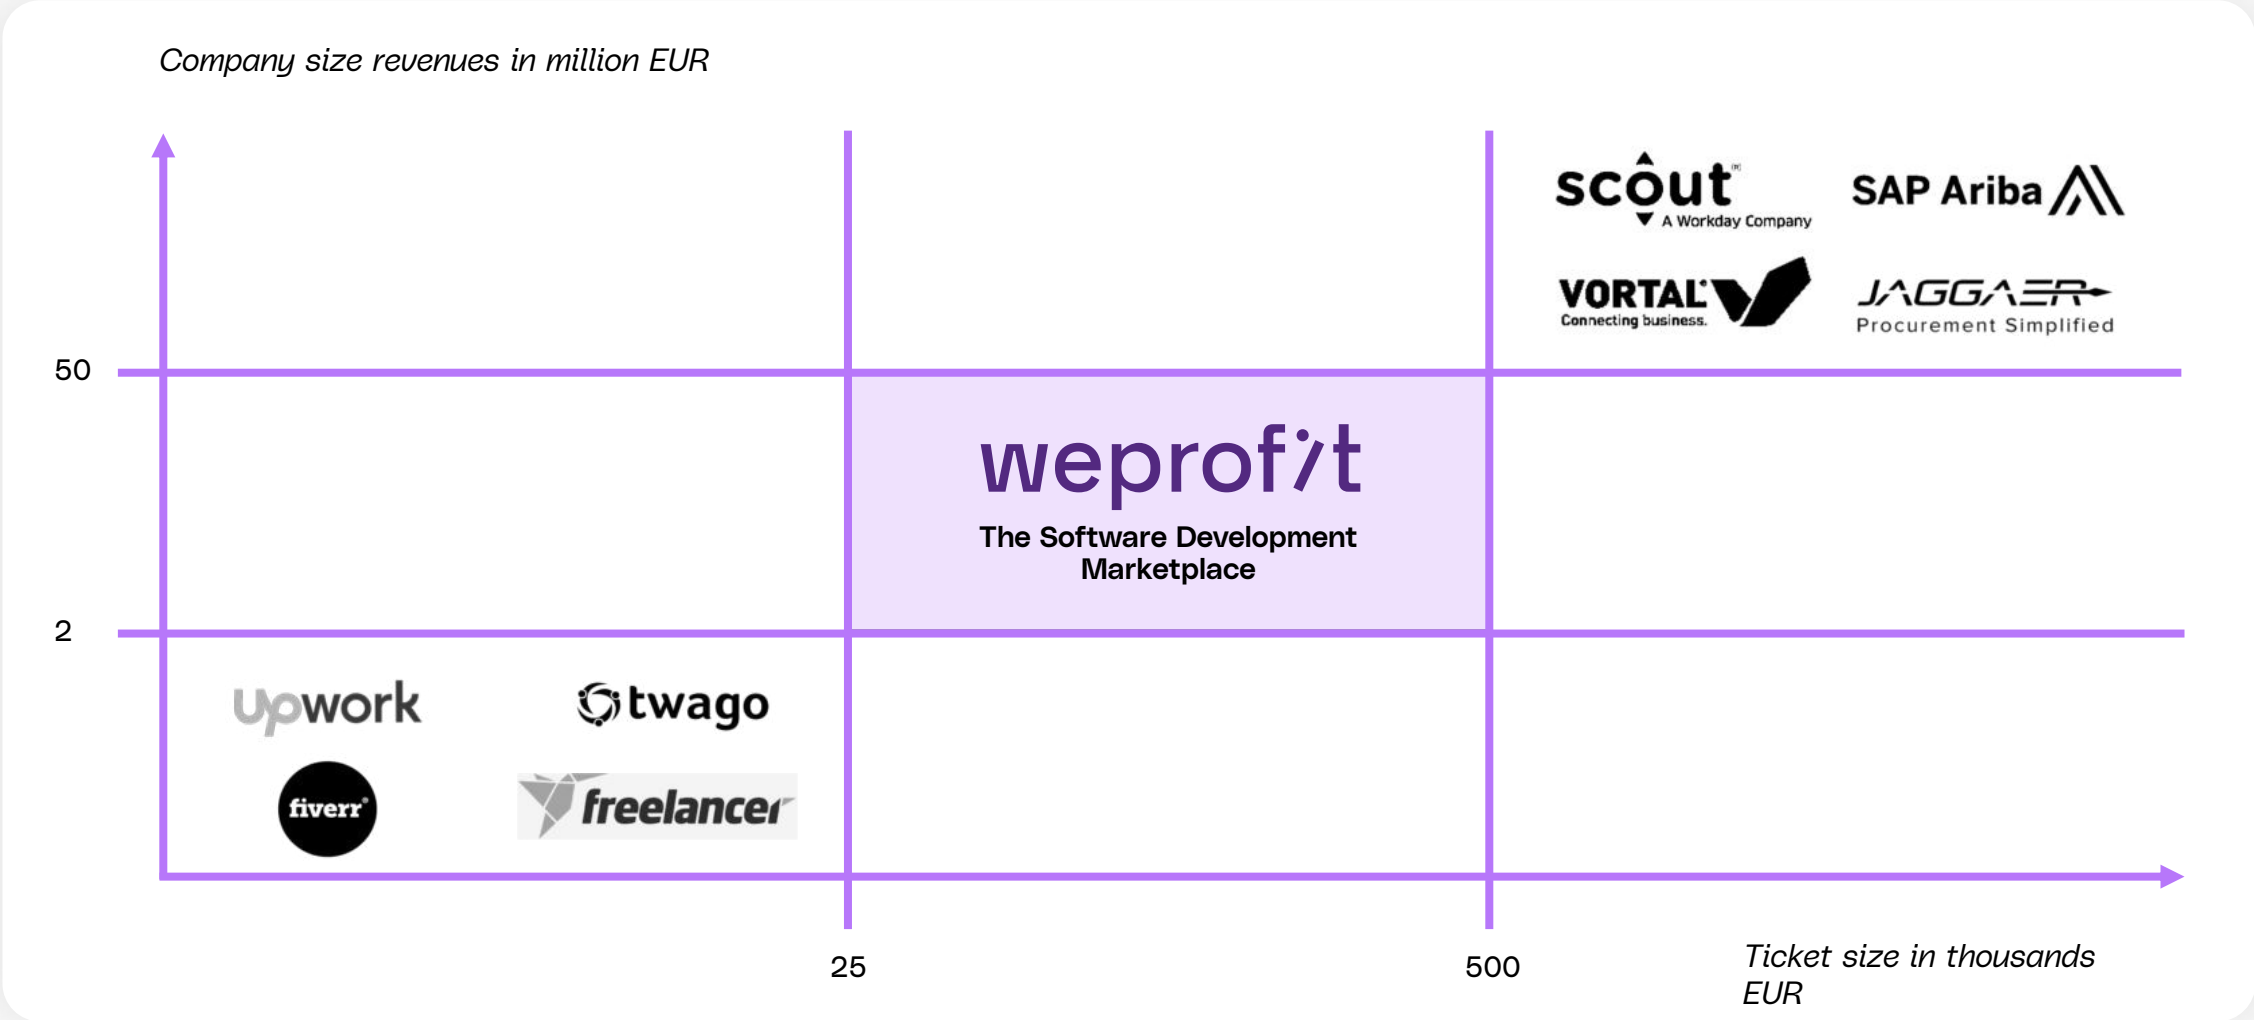 Company size revenues in million EUR
scout™
A Workday Company
SAP Ariba
VORTAL®
Connecting business.
JAGGAER
Procurement Simplified
50
weprofit
The Software Development
Marketplace
2
upwork
twago
fiverr®
freelancer
25
500
Ticket size in thousands
EUR